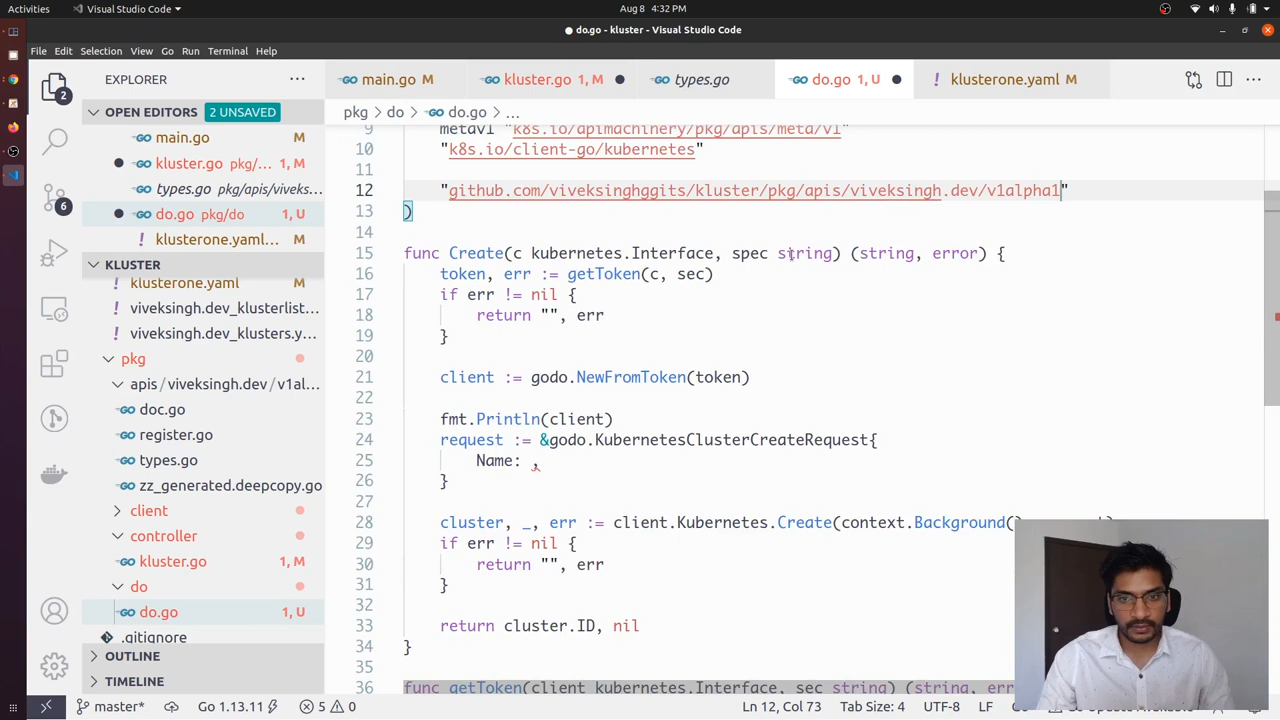 Activities
Visual Studio Code
Aug 8 4:32 PM
do.go - kluster - Visual Studio Code
File Edit Selection View Go Run Terminal Help
EXPLORER
main.go M
kluster.go 1, M
types.go
do.go 1, U
klusterone.yaml M
OPEN EDITORS 2 UNSAVED
main.go M
kluster.go pkg/... 1, M
types.go pkg/apis/viveks...
do.go pkg/do 1, U
klusterone.yaml... M
KLUSTER
klusterone.yaml M
viveksingh.dev_klusterlist...
viveksingh.dev_klusters.y...
pkg
apis/viveksingh.dev/v1al...
doc.go
register.go
types.go
zz_generated.deepcopy.go
client
controller
kluster.go 1, M
do
do.go 1, U
.gitignore
OUTLINE
TIMELINE
2
6
pkg > do > do.go > ...
9 metav1 "k8s.io/apimachinery/pkg/apis/meta/v1"
10 "k8s.io/client-go/kubernetes"
11
12 "github.com/viveksinghggits/kluster/pkg/apis/viveksingh.dev/v1alpha1"
13 )
14
15 func Create(c kubernetes.Interface, spec string) (string, error) {
16 token, err := getToken(c, sec)
17 if err != nil {
18 return "", err
19 }
20
21 client := godo.NewFromToken(token)
22
23 fmt.Println(client)
24 request := &godo.KubernetesClusterCreateRequest{
25 Name: ,
26 }
27
28 cluster, _, err := client.Kubernetes.Create(context.Background()
29 if err != nil {
30 return "", err
31 }
32
33 return cluster.ID, nil
34 }
35
36 func getToken(client kubernetes.Interface, sec string) (string, err
master*
Go 1.13.11
5 0
Ln 12, Col 73
Tab Size: 4
UTF-8
LF